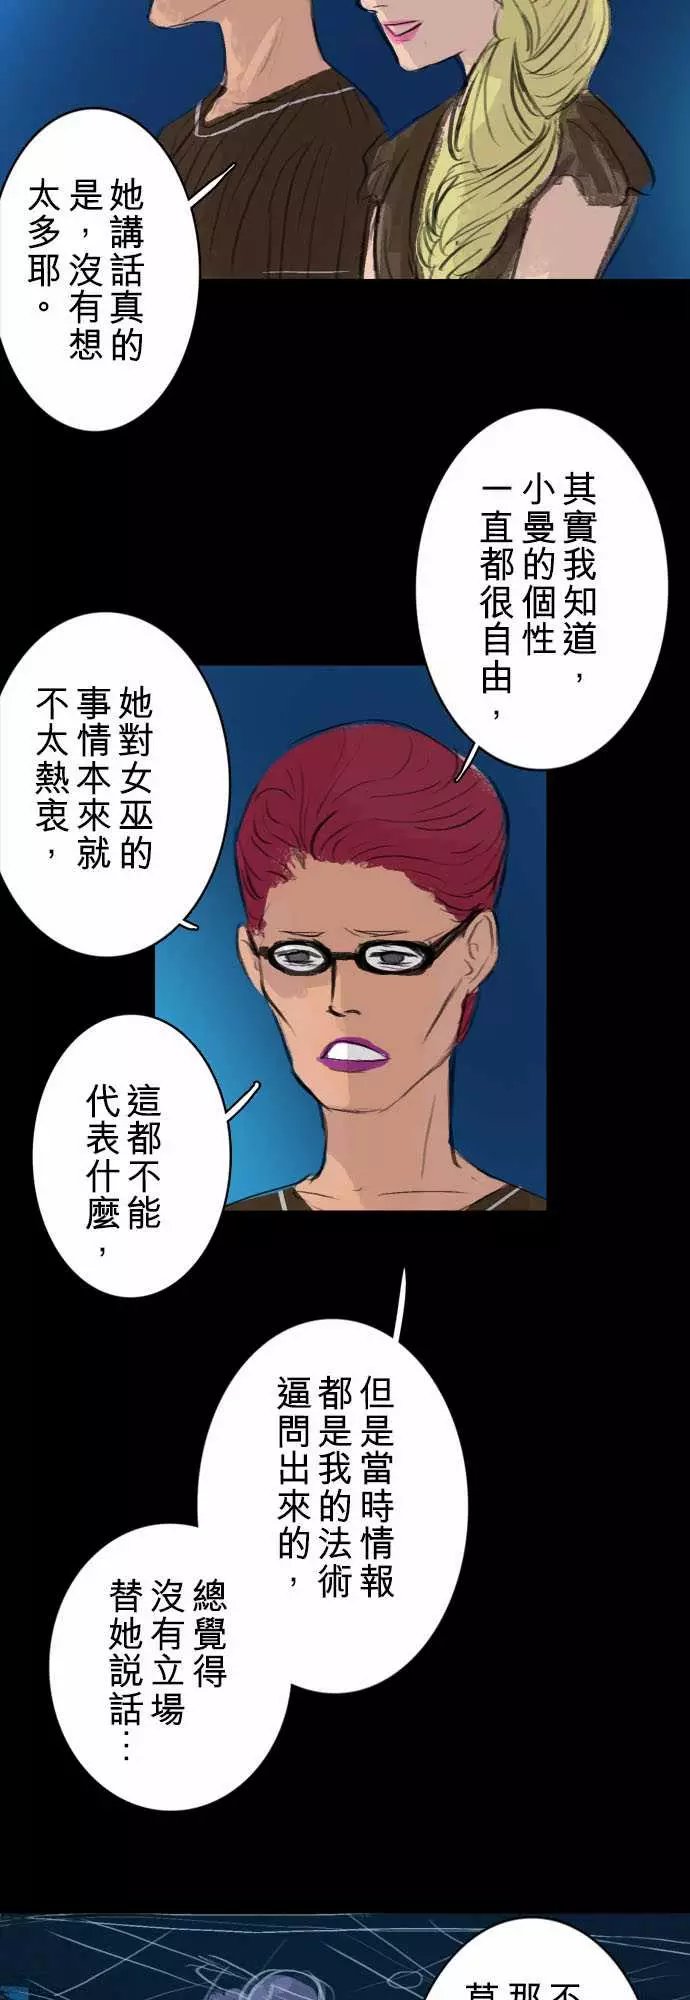 她講話真的
是，沒有想
太多耶。
其實我知道，
小曼的個性
一直都很自由，
她對女巫的
事情本來就
不太熱衷，
這都不能
代表什麼，
但是當時情報
都是我的法術
逼問出來的，
總覺得
沒有立場
替她説話…
不
那
莫